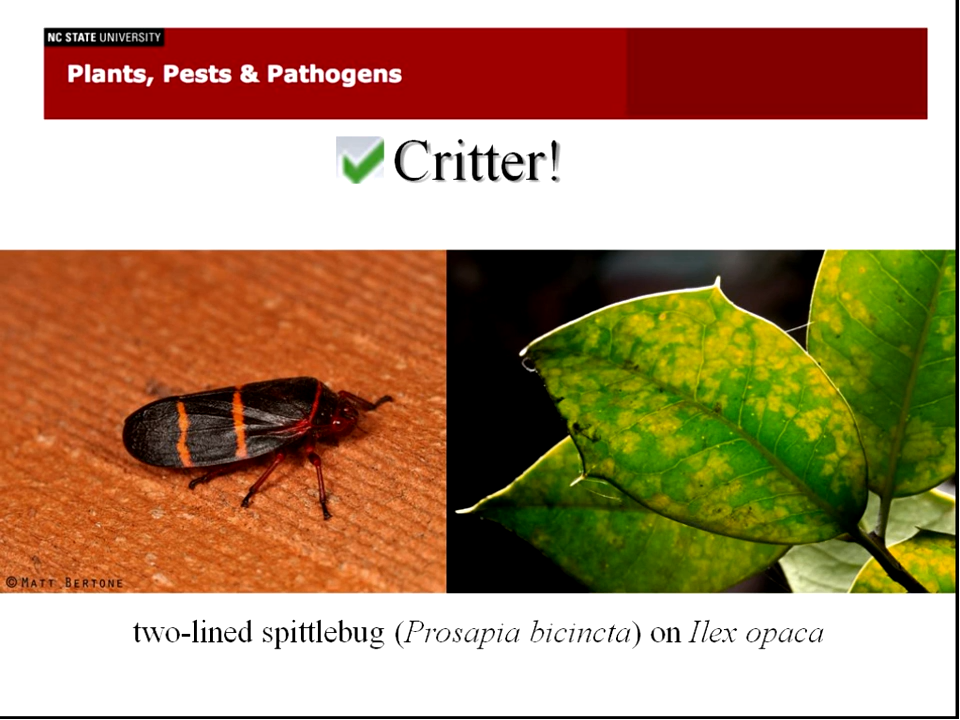 NC STATE UNIVERSITY
Plants, Pests & Pathogens
Critter!
© MATT BERTONE
two-lined spittlebug (Prosapia bicincta) on Ilex opaca